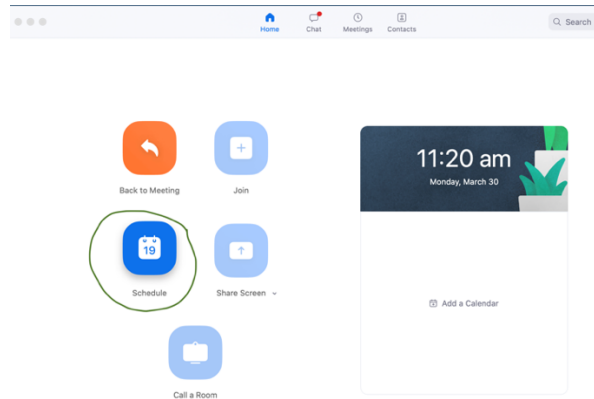 Home
Chat
Meetings
Contacts
Search
Back to Meeting
Join
11:20 am
Monday, March 30
19
Schedule
Share Screen
Add a Calendar
Call a Room